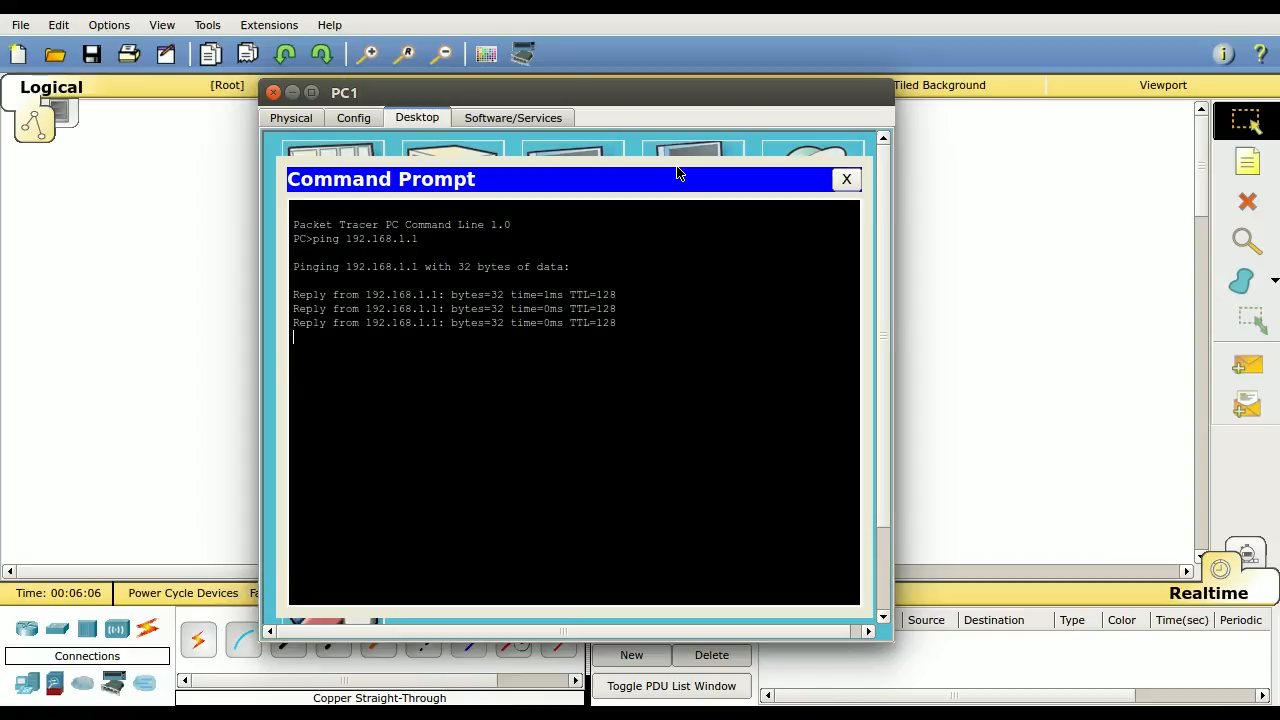 File Edit Options View Tools Extensions Help
Logical
[Root]
Tiled Background
Viewport
PC1
Physical Config Desktop Software/Services
Command Prompt
X
Packet Tracer PC Command Line 1.0
PC>ping 192.168.1.1
Pinging 192.168.1.1 with 32 bytes of data:
Reply from 192.168.1.1: bytes=32 time=1ms TTL=128
Reply from 192.168.1.1: bytes=32 time=0ms TTL=128
Reply from 192.168.1.1: bytes=32 time=0ms TTL=128
Time: 00:06:06 Power Cycle Devices
Realtime
Source Destination Type Color Time(sec) Periodic
Connections
New Delete
Toggle PDU List Window
Copper Straight-Through